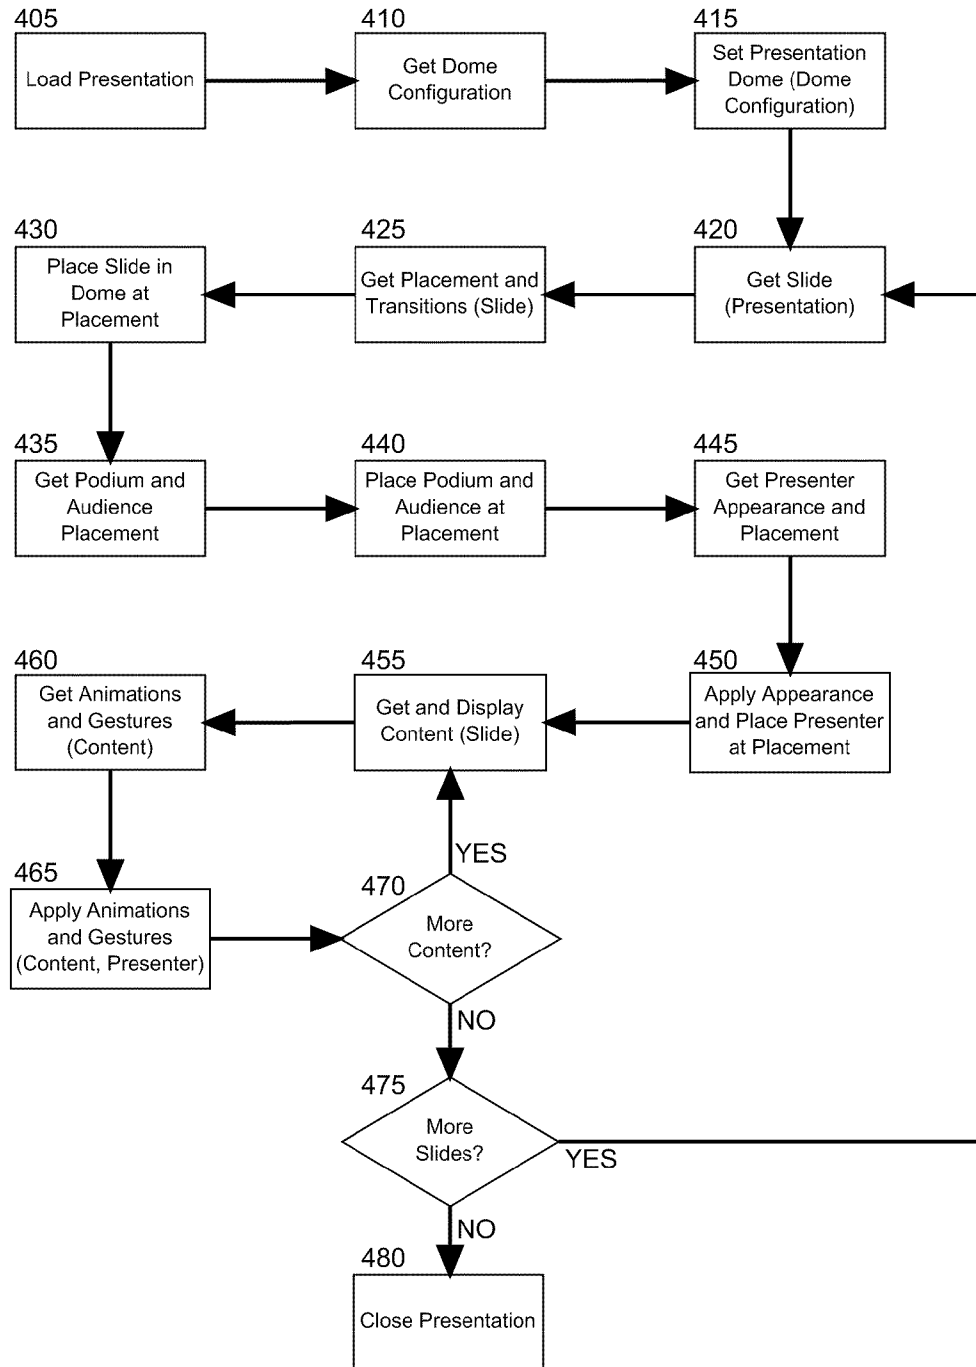 405
Load Presentation
410
Get Dome
Configuration
415
Set Presentation
Dome (Dome
Configuration)
430
Place Slide in
Dome at
Placement
425
Get Placement and
Transitions (Slide)
420
Get Slide
(Presentation)
435
Get Podium and
Audience
Placement
440
Place Podium and
Audience at
Placement
445
Get Presenter
Appearance and
Placement
460
Get Animations
and Gestures
(Content)
455
Get and Display
Content (Slide)
450
Apply Appearance
and Place Presenter
at Placement
YES
465
Apply Animations
and Gestures
(Content, Presenter)
470
More
Content?
NO
475
More
Slides?
YES
NO
480
Close Presentation